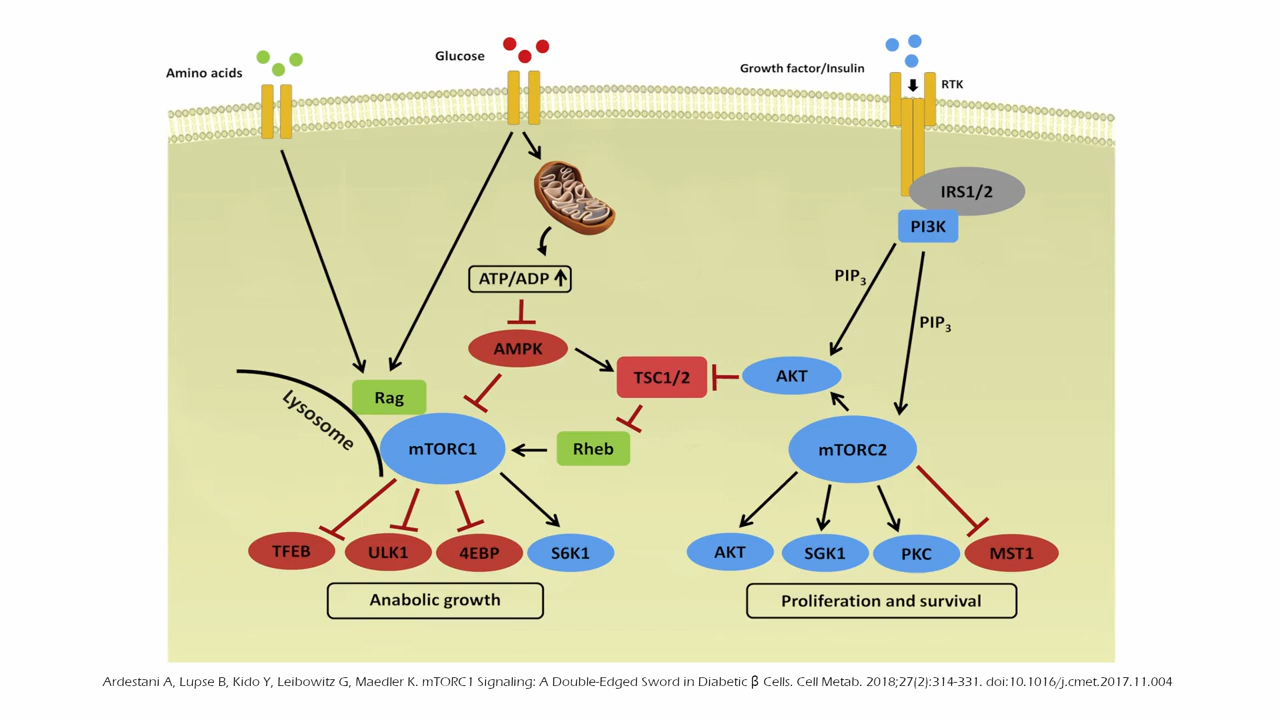 Amino acids
Glucose
Growth factor/Insulin
RTK
IRS1/2
PI3K
PIP3
PIP3
ATP/ADP
AMPK
TSC1/2
AKT
Rag
Lysosome
mTORC1
Rheb
mTORC2
TFEB
ULK1
4EBP
S6K1
AKT
SGK1
PKC
MST1
Anabolic growth
Proliferation and survival
Ardestani A, Lupse B, Kido Y, Leibowitz G, Maedler K. mTORC1 Signaling: A Double-Edged Sword in Diabetic β Cells. Cell Metab. 2018;27(2):314-331. doi:10.1016/j.cmet.2017.11.004